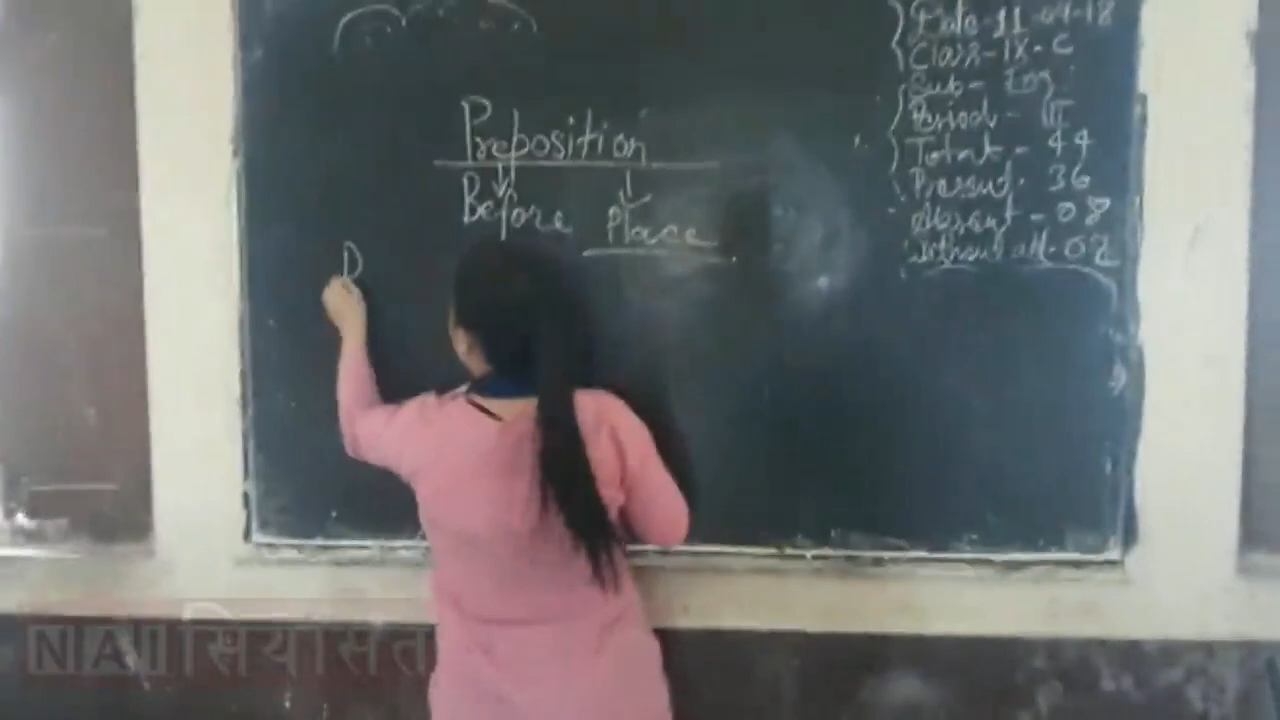 Date-11-04-18
Class-IX-C
Sub- Eng
Period - III
Total - 44
Present- 36
Absent - 08
Without all-02
Preposition
Before Place
D
NAI सियासत